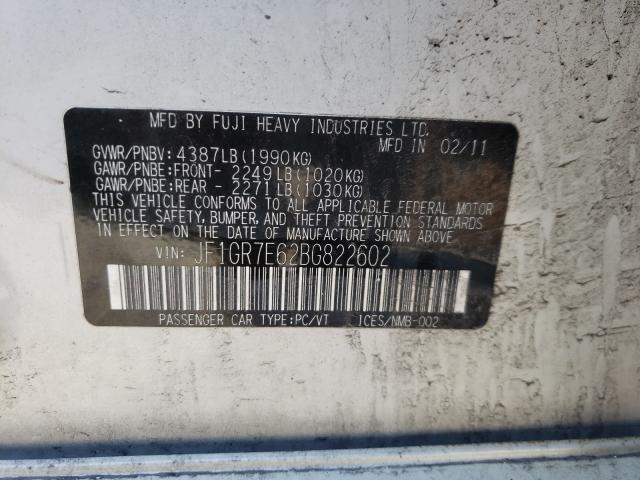 MFD BY FUJI HEAVY INDUSTRIES LTD.
MFD IN 02/11
GVWR/PNBV: 4387LB(1990KG)
GAWR/PNBE: FRONT- 2249LB(1020KG)
GAWR/PNBE: REAR - 2271LB(1030KG)
THIS VEHICLE CONFORMS TO ALL APPLICABLE FEDERAL MOTOR
VEHICLE SAFETY, BUMPER, AND THEFT PREVENTION STANDARDS
IN EFFECT ON THE DATE OF MANUFACTURE SHOWN ABOVE.
VIN: JF1GR7E62BG822602
PASSENGER CAR TYPE:PC/VT ICES/NMB-002